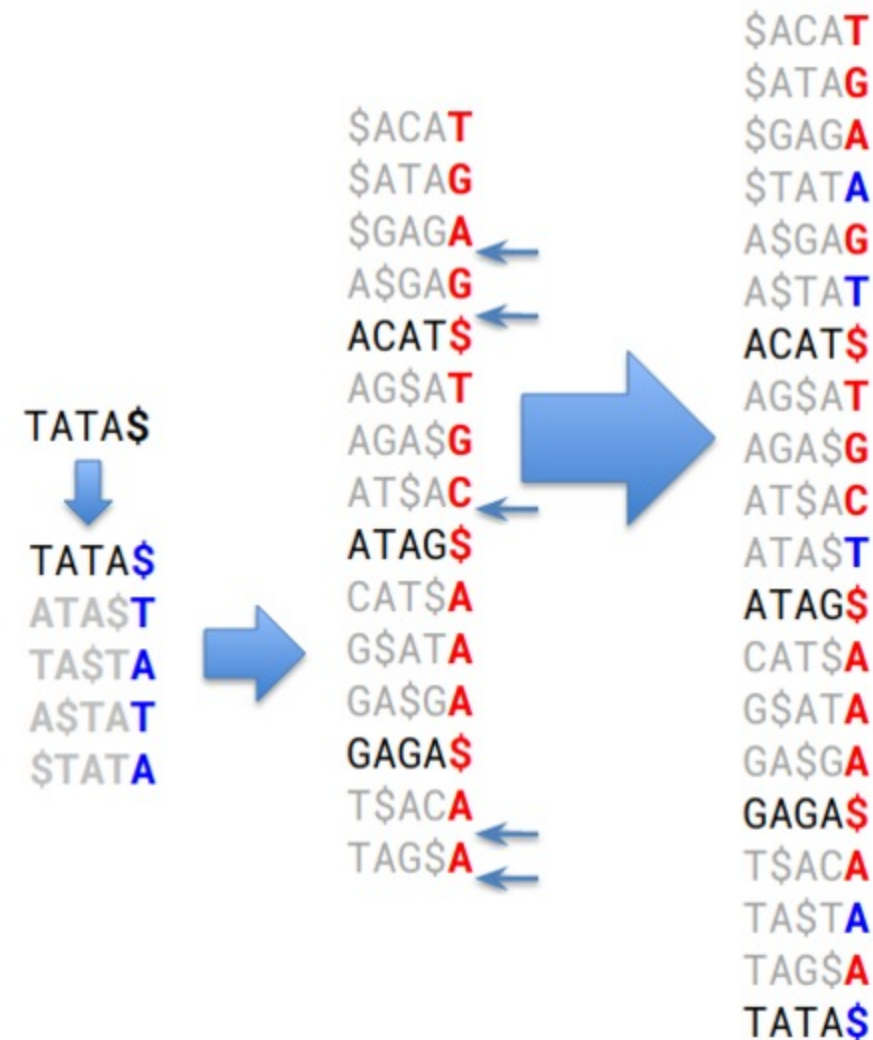 TATA$
TATA$
ATA$T
TA$TA
A$TAT
$TATA
$ACAT
$ATAG
$GAGA
A$GAG
ACAT$
AG$AT
AGA$G
AT$AC
ATAG$
CAT$A
G$ATA
GA$GA
GAGA$
T$ACA
TAG$A
$ACAT
$ATAG
$GAGA
$TATA
A$GAG
A$TAT
ACAT$
AG$AT
AGA$G
AT$AC
ATA$T
ATAG$
CAT$A
G$ATA
GA$GA
GAGA$
T$ACA
TA$TA
TAG$A
TATA$